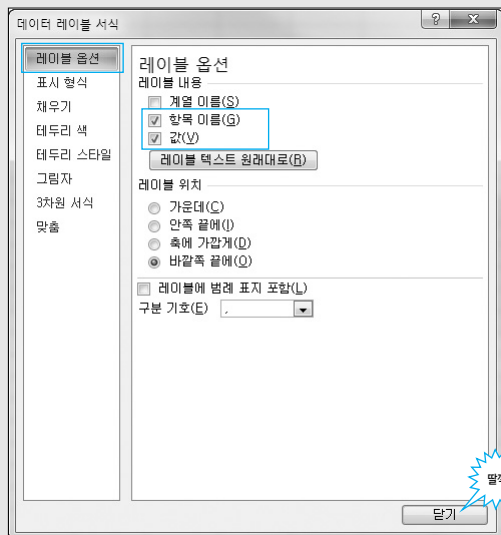 데이터 레이블 서식
레이블 옵션
표시 형식
채우기
테두리 색
테두리 스타일
그림자
3차원 서식
맞춤
레이블 옵션
레이블 내용
계열 이름(S)
항목 이름(G)
값(V)
레이블 텍스트 원래대로(R)
레이블 위치
가운데(C)
안쪽 끝에(I)
축에 가깝게(D)
바깥쪽 끝에(O)
레이블에 범례 표지 포함(L)
구분 기호(E) ,
닫기